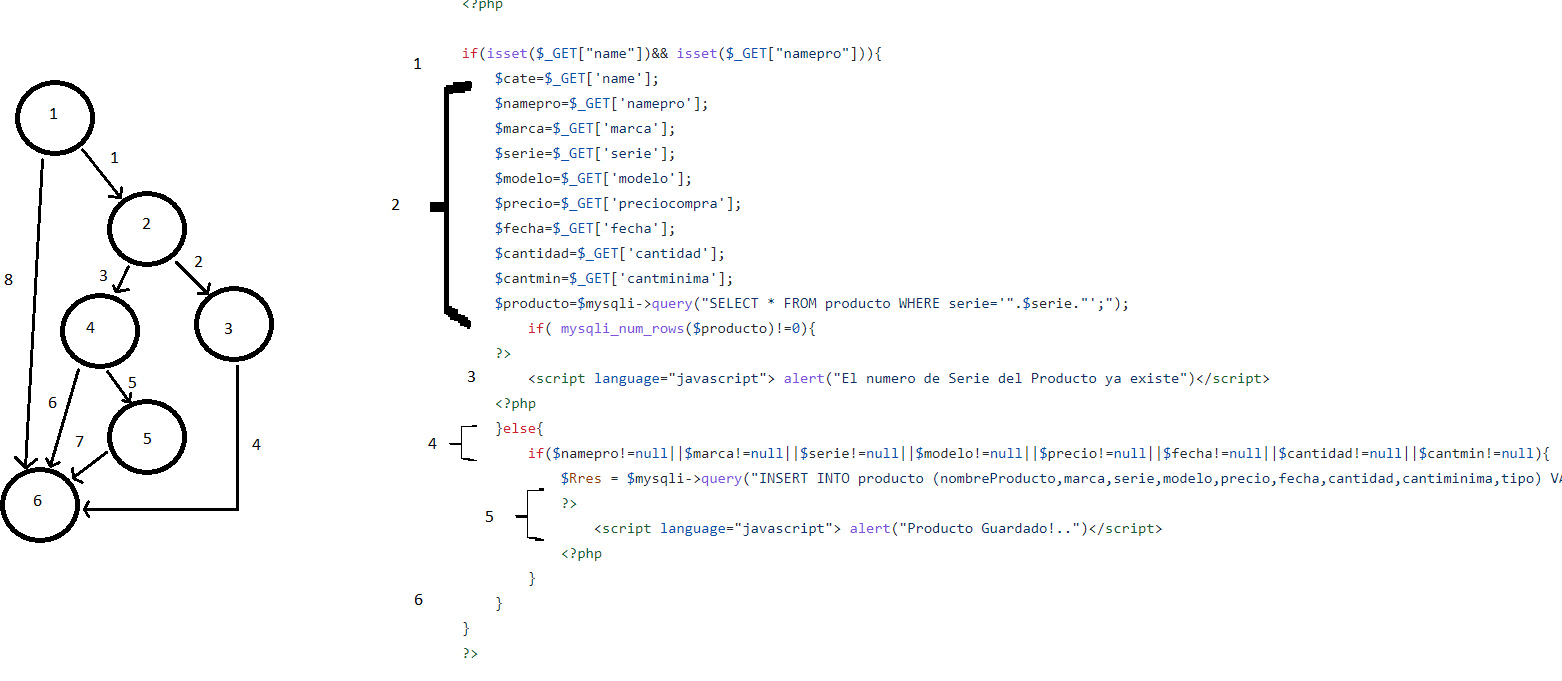 <?php
if(isset($_GET["name"])&& isset($_GET["namepro"])){
1
$cate=$_GET['name'];
$namepro=$_GET['namepro'];
$marca=$_GET['marca'];
$serie=$_GET['serie'];
$modelo=$_GET['modelo'];
2
$precio=$_GET['preciocompra'];
$fecha=$_GET['fecha'];
$cantidad=$_GET['cantidad'];
$cantmin=$_GET['cantminima'];
$producto=$mysqli->query("SELECT * FROM producto WHERE serie='".$serie."';");
if( mysqli_num_rows($producto)!=0){
?>
3
<script language="javascript"> alert("El numero de Serie del Producto ya existe")</script>
<?php
}else{
4
if($namepro!=null||$marca!=null||$serie!=null||$modelo!=null||$precio!=null||$fecha!=null||$cantidad!=null||$cantmin!=null){
$Rres = $mysqli->query("INSERT INTO producto (nombreProducto,marca,serie,modelo,precio,fecha,cantidad,cantiminima,tipo) VA
?>
5
<script language="javascript"> alert("Producto Guardado!..")</script>
<?php
}
6
}
}
?>
1
1
2
8
3
2
4
3
5
6
7
5
4
6